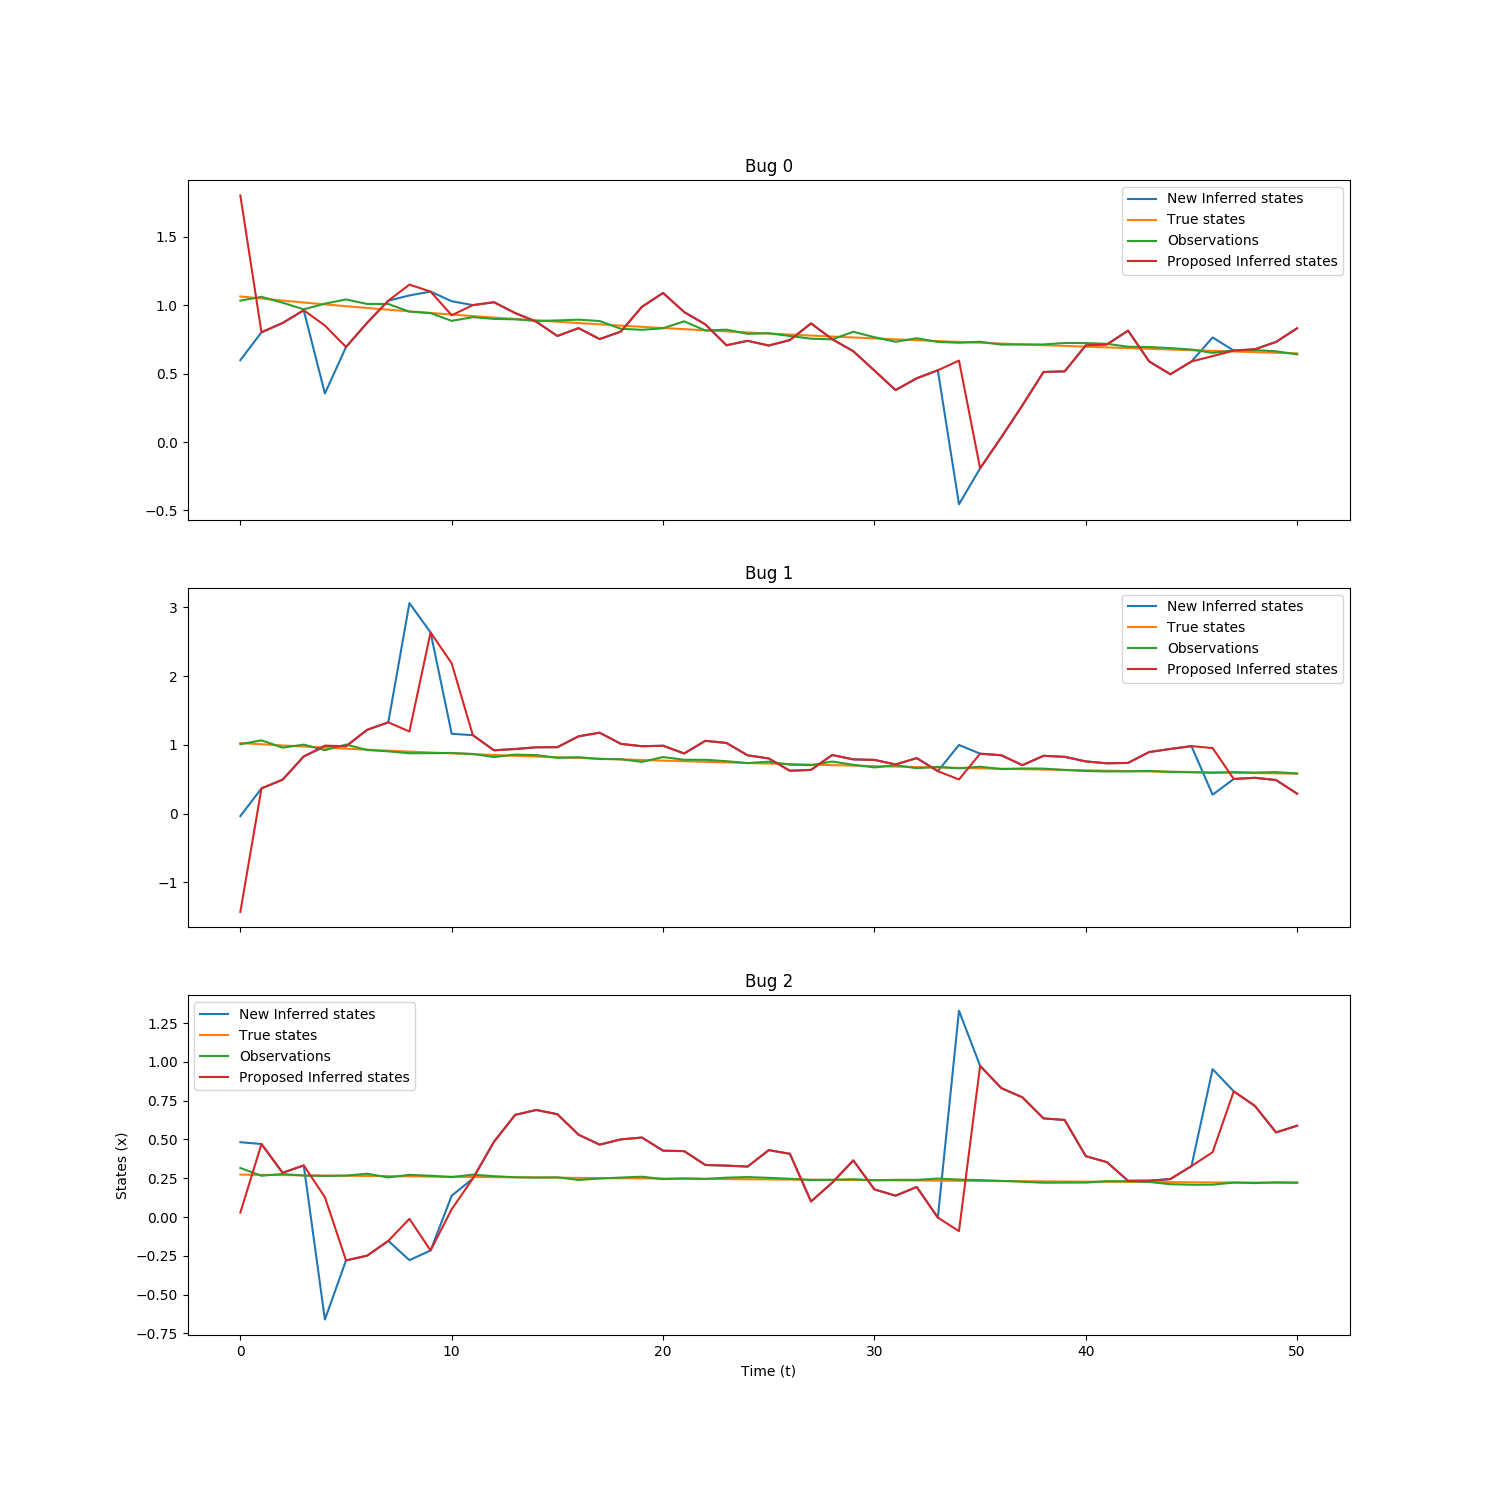 Bug 0
New Inferred states
True states
Observations
Proposed Inferred states
1.5
1.0
0.5
0.0
−0.5
Bug 1
New Inferred states
True states
Observations
Proposed Inferred states
3
2
1
0
−1
Bug 2
New Inferred states
True states
Observations
Proposed Inferred states
1.25
1.00
0.75
0.50
0.25
0.00
−0.25
−0.50
−0.75
States (x)
0 10 20 30 40 50
Time (t)